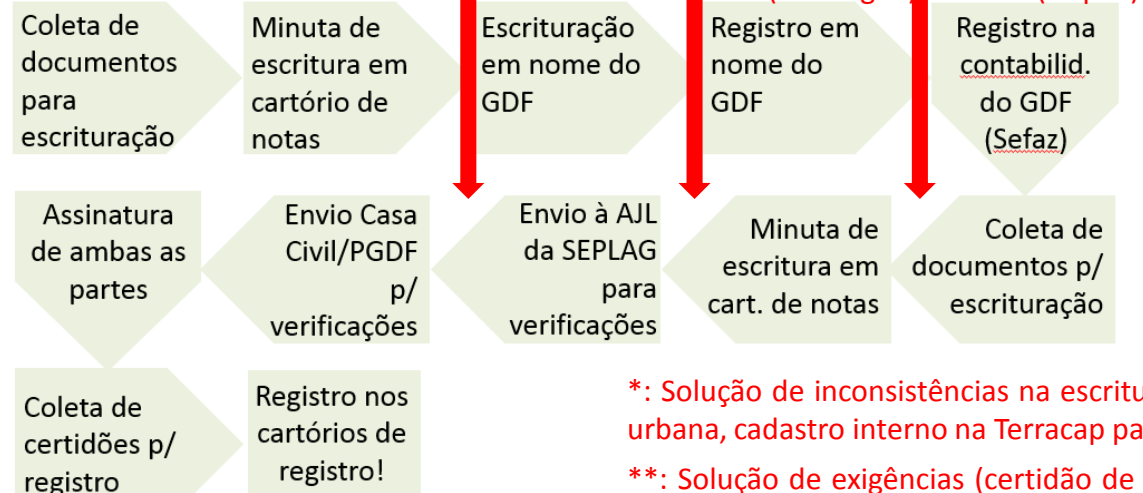 Coleta de
documentos
para
escrituração
Minuta de
escritura em
cartório de
notas
Escrituração
em nome do
GDF
Registro em
nome do
GDF
Registro na
contabilid.
do GDF
(Sefaz)
Assinatura
de ambas as
partes
Envio Casa
Civil/PGDF
p/
verificações
Envio à AJL
da SEPLAG
para
verificações
Minuta de
escritura em
cart. de notas
Coleta de
documentos p/
escrituração
Coleta de
certidões p/
registro
Registro nos
cartórios de
registro!
*: Solução de inconsistências na escritu
urbana, cadastro interno na Terracap pa
**: Solução de exigências (certidão de